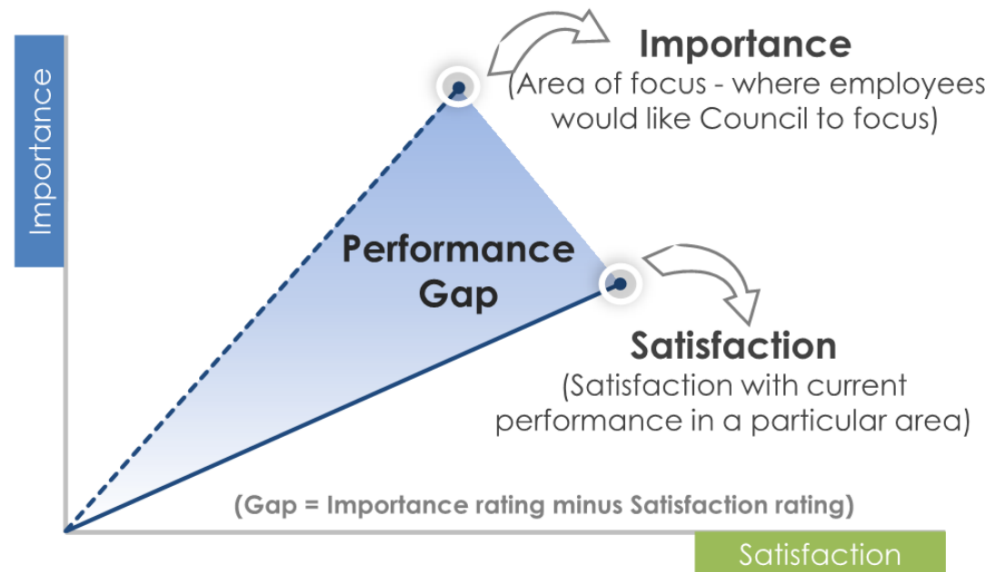 Importance
Importance
(Area of focus - where employees
would like Council to focus)
Performance
Gap
Satisfaction
(Satisfaction with current
performance in a particular area)
(Gap = Importance rating minus Satisfaction rating)
Satisfaction